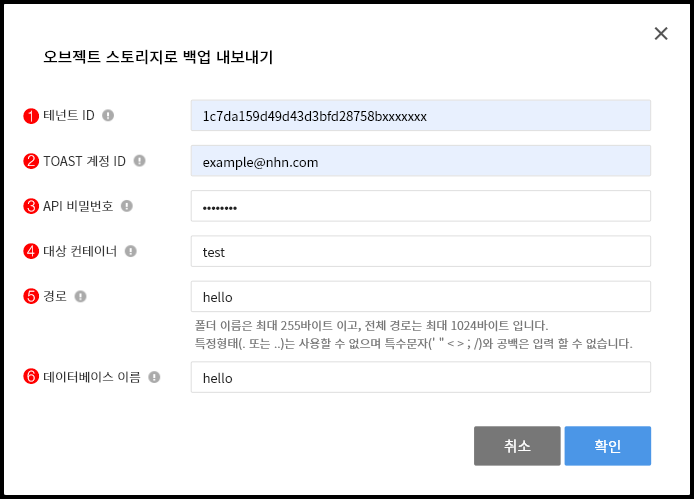 오브젝트 스토리지로 백업 내보내기
1 테넌트 ID
1c7da159d49d43d3bfd28758bxxxxxxx
2 TOAST 계정 ID
example@nhn.com
3 API 비밀번호
••••••••
4 대상 컨테이너
test
5 경로
hello
폴더 이름은 최대 255바이트 이고, 전체 경로는 최대 1024바이트 입니다.
특정형태(. 또는 ..)는 사용할 수 없으며 특수문자(' " < > ; /)와 공백은 입력 할 수 없습니다.
6 데이터베이스 이름
hello
취소
확인